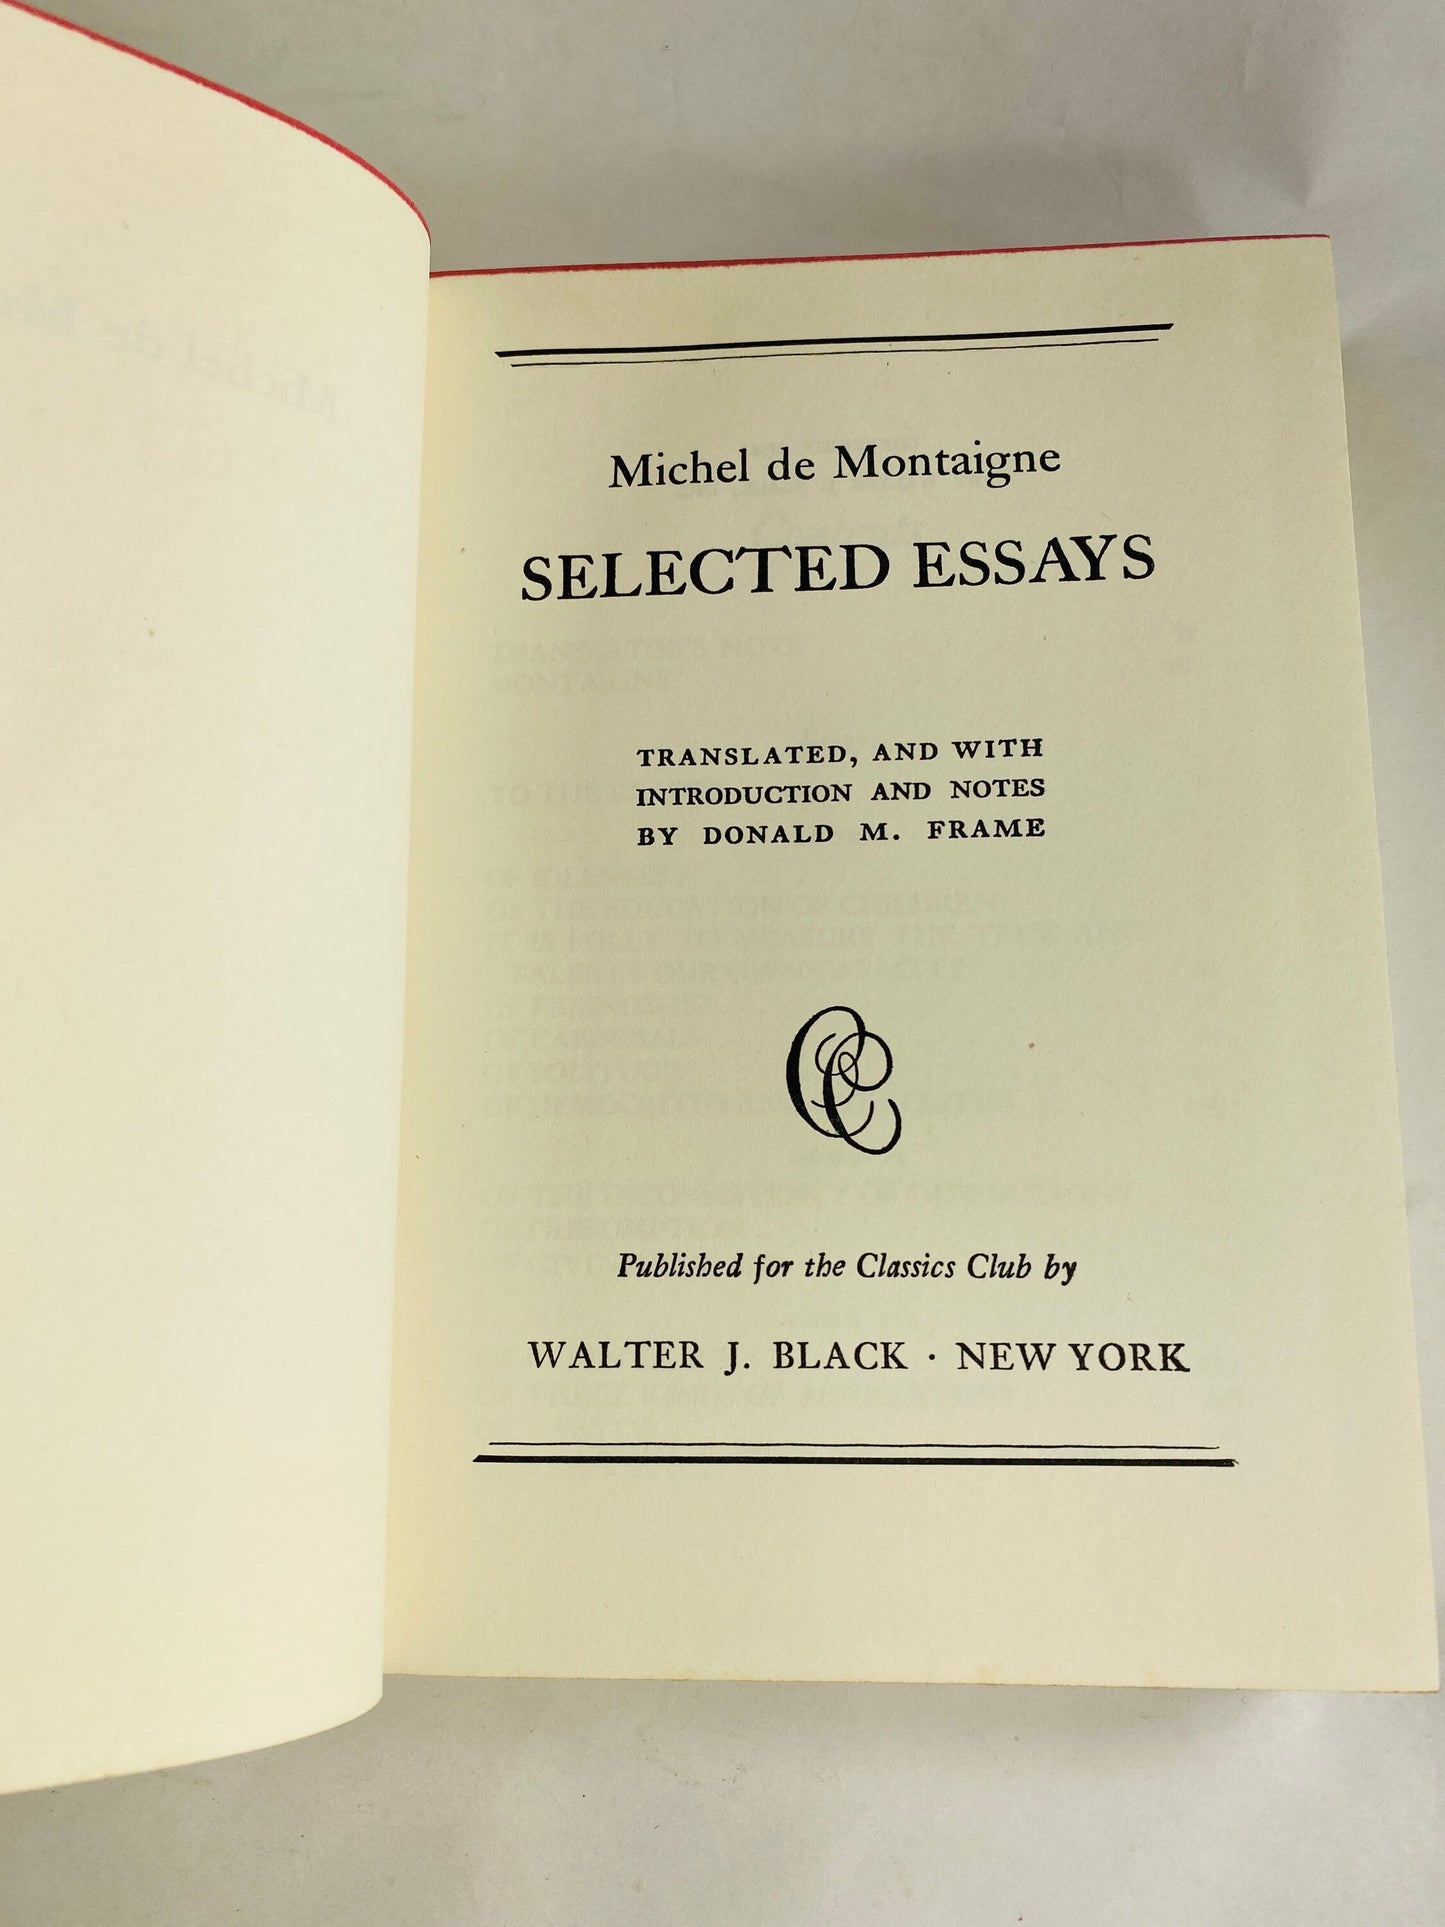 Michel de Montaigne
SELECTED ESSAYS
TRANSLATED, AND WITH
INTRODUCTION AND NOTES
BY DONALD M. FRAME
CC
Published for the Classics Club by
WALTER J. BLACK · NEW YORK